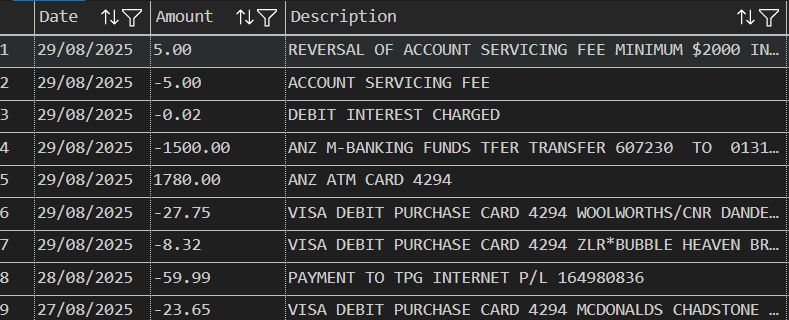 Date Amount Description
1 29/08/2025 5.00 REVERSAL OF ACCOUNT SERVICING FEE MINIMUM $2000 IN…
2 29/08/2025 -5.00 ACCOUNT SERVICING FEE
3 29/08/2025 -0.02 DEBIT INTEREST CHARGED
4 29/08/2025 -1500.00 ANZ M-BANKING FUNDS TFER TRANSFER 607230  TO  0131…
5 29/08/2025 1780.00 ANZ ATM CARD 4294
6 29/08/2025 -27.75 VISA DEBIT PURCHASE CARD 4294 WOOLWORTHS/CNR DANDE…
7 29/08/2025 -8.32 VISA DEBIT PURCHASE CARD 4294 ZLR*BUBBLE HEAVEN BR…
8 28/08/2025 -59.99 PAYMENT TO TPG INTERNET P/L 164980836
9 27/08/2025 -23.65 VISA DEBIT PURCHASE CARD 4294 MCDONALDS CHADSTONE …